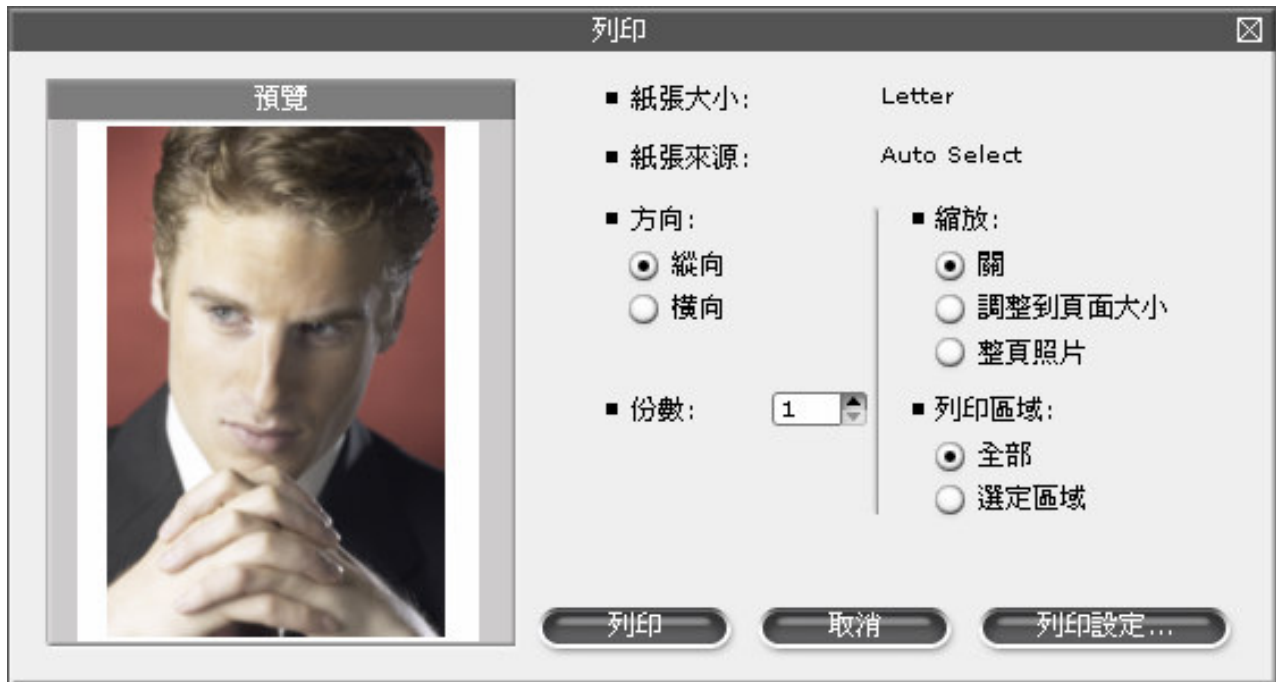 列印
預覽
■ 紙張大小: Letter
■ 紙張來源: Auto Select
■ 方向:
縱向
橫向
■ 份數: 1
■ 縮放:
關
調整到頁面大小
整頁照片
■ 列印區域:
全部
選定區域
列印
取消
列印設定...